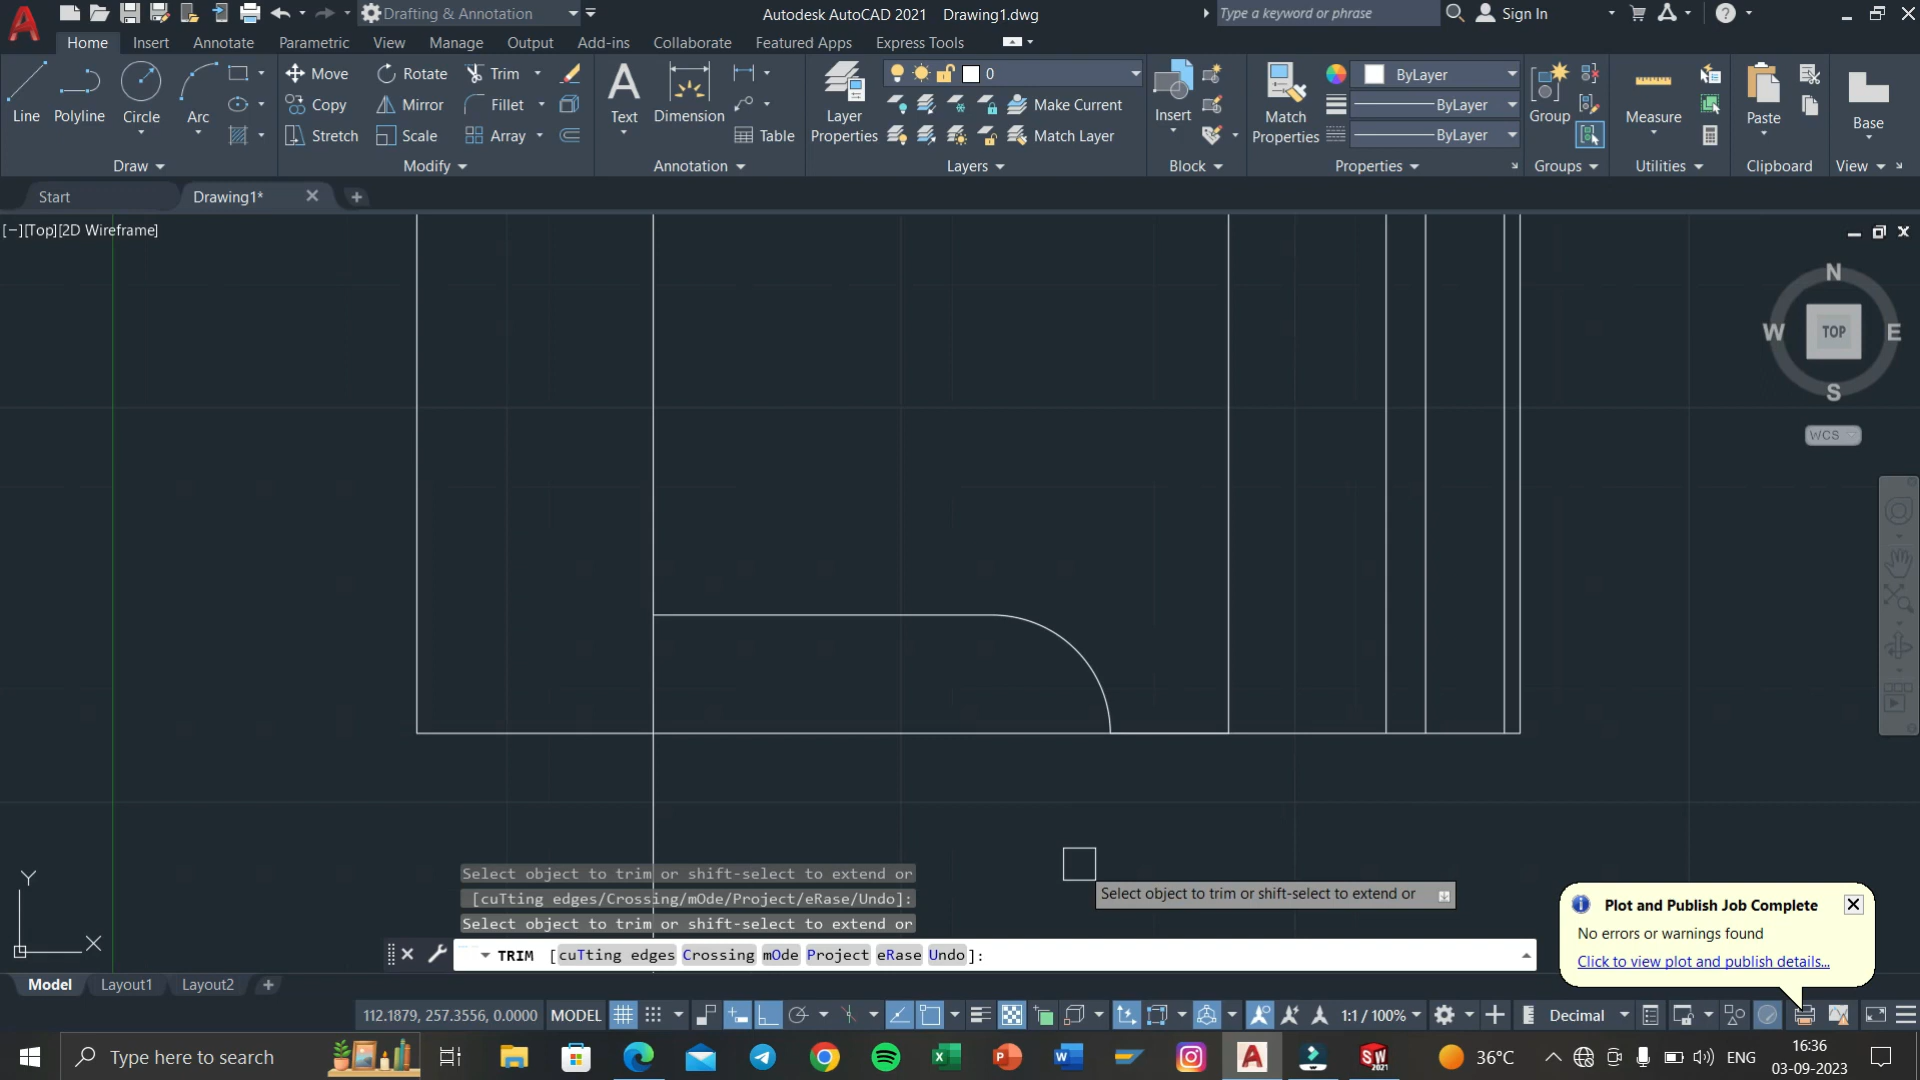 Drafting & Annotation
Autodesk AutoCAD 2021 Drawing1.dwg
Type a keyword or phrase
Sign In
Home Insert Annotate Parametric View Manage Output Add-ins Collaborate Featured Apps Express Tools
Line Polyline Circle Arc
Move Rotate Trim
Copy Mirror Fillet
Stretch Scale Array
Text Dimension Table
Layer Properties
0
Make Current
Match Layer
Insert
Match Properties
ByLayer
ByLayer
ByLayer
Group
Measure
Paste
Base
Draw Modify Annotation Layers Block Properties Groups Utilities Clipboard View
Start Drawing1*
[−][Top][2D Wireframe]
N
W TOP E
S
WCS
Y
X
Select object to trim or shift-select to extend or
[cuTting edges/Crossing/mOde/Project/eRase/Undo]:
Select object to trim or shift-select to extend or
Select object to trim or shift-select to extend or
TRIM [cuTting edges Crossing mOde Project eRase Undo]:
Plot and Publish Job Complete
No errors or warnings found
Click to view plot and publish details...
Model Layout1 Layout2
112.1879, 257.3556, 0.0000 MODEL 1:1 / 100% Decimal
Type here to search
36°C
ENG
16:36
03-09-2023